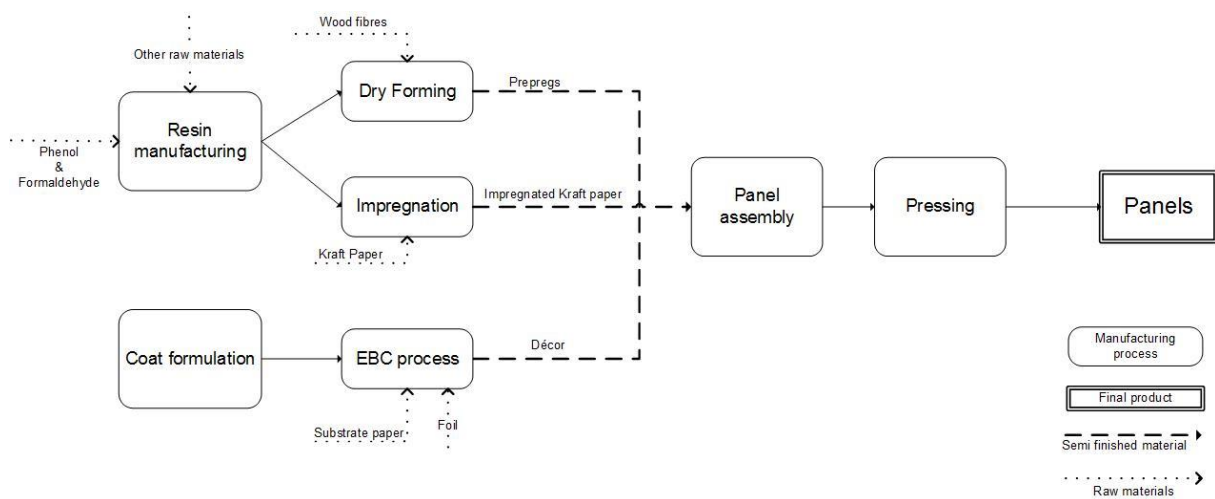 Wood fibres
Other raw materials
Dry Forming
Prepregs
Resin
manufacturing
Phenol
&
Formaldehyde
Impregnation
Impregnated Kraft paper
Kraft Paper
Panel
assembly
Pressing
Panels
Coat formulation
EBC process
Décor
Substrate paper
Foil
Manufacturing
process
Final product
Semi finished material
Raw materials